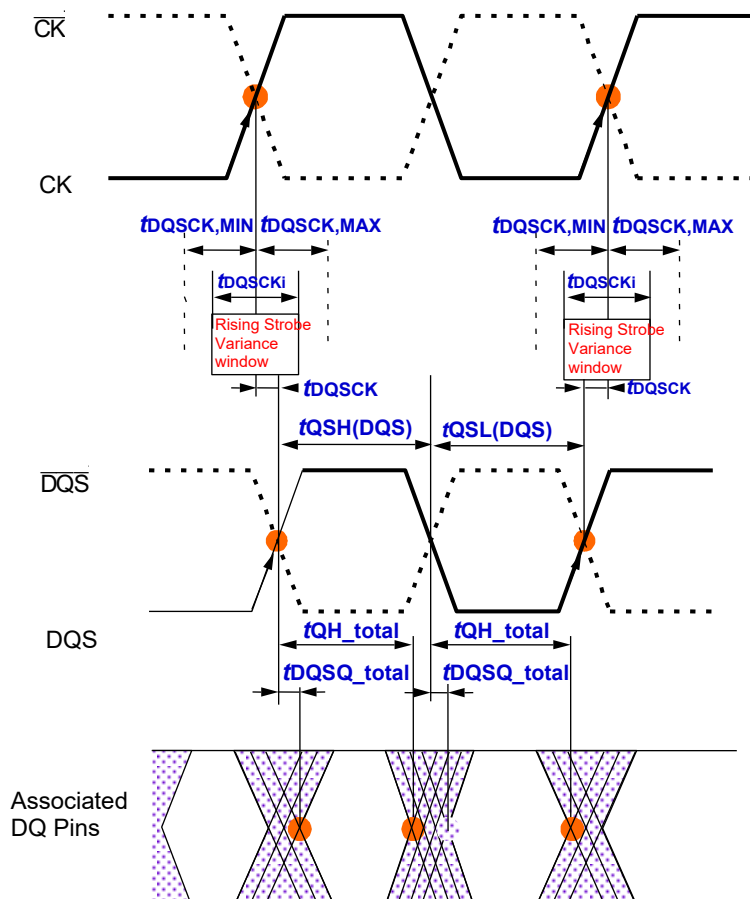 CK
CK
tDQSCK,MIN tDQSCK,MAX tDQSCK,MIN tDQSCK,MAX
tDQSCKi tDQSCKi
Rising Strobe
Variance
window
Rising Strobe
Variance
window
tDQSCK tDQSCK
tQSH(DQS) tQSL(DQS)
DQS
DQS
tQH_total tQH_total
tDQSQ_total tDQSQ_total
Associated
DQ Pins